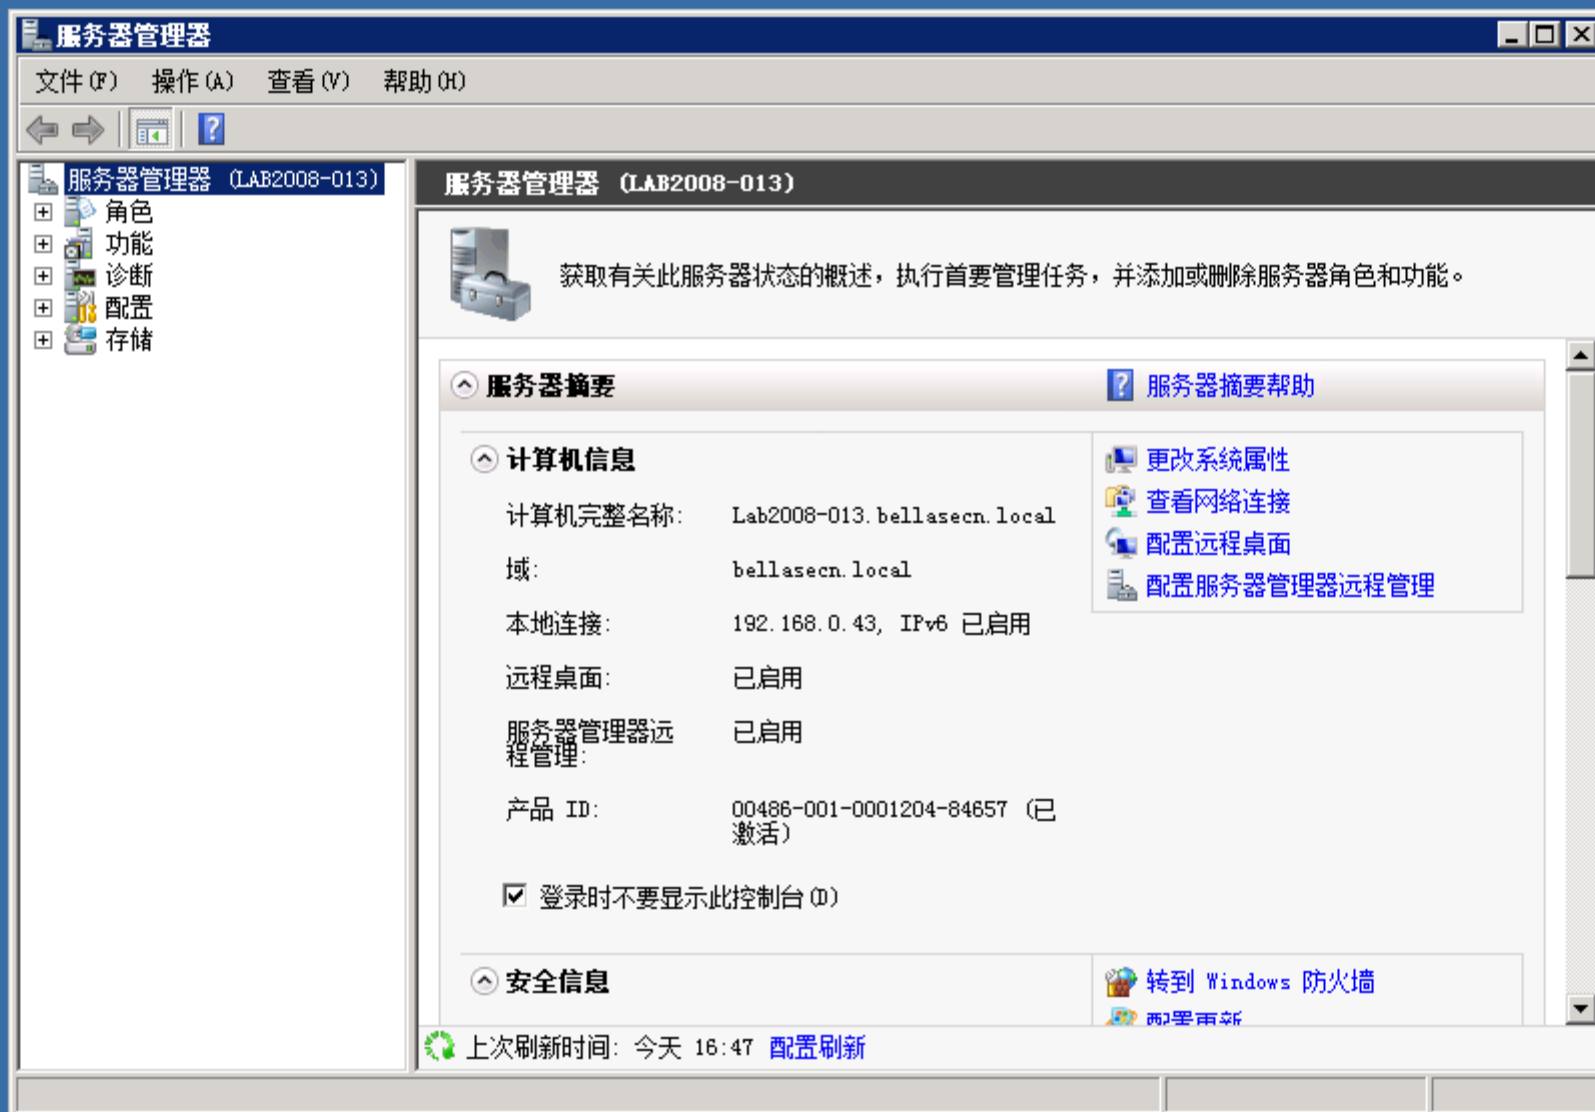 服务器管理器
文件(F) 操作(A) 查看(V) 帮助(H)
服务器管理器 (LAB2008-013)
角色
功能
诊断
配置
存储
服务器管理器 (LAB2008-013)
获取有关此服务器状态的概述，执行首要管理任务，并添加或删除服务器角色和功能。
服务器摘要
服务器摘要帮助
计算机信息
计算机完整名称: Lab2008-013.bellasecn.local
域: bellasecn.local
本地连接: 192.168.0.43, IPv6 已启用
远程桌面: 已启用
服务器管理器远 已启用
程管理:
产品 ID: 00486-001-0001204-84657 (已
激活)
登录时不要显示此控制台(D)
更改系统属性
查看网络连接
配置远程桌面
配置服务器管理器远程管理
安全信息
转到 Windows 防火墙
配置更新
上次刷新时间: 今天 16:47 配置刷新